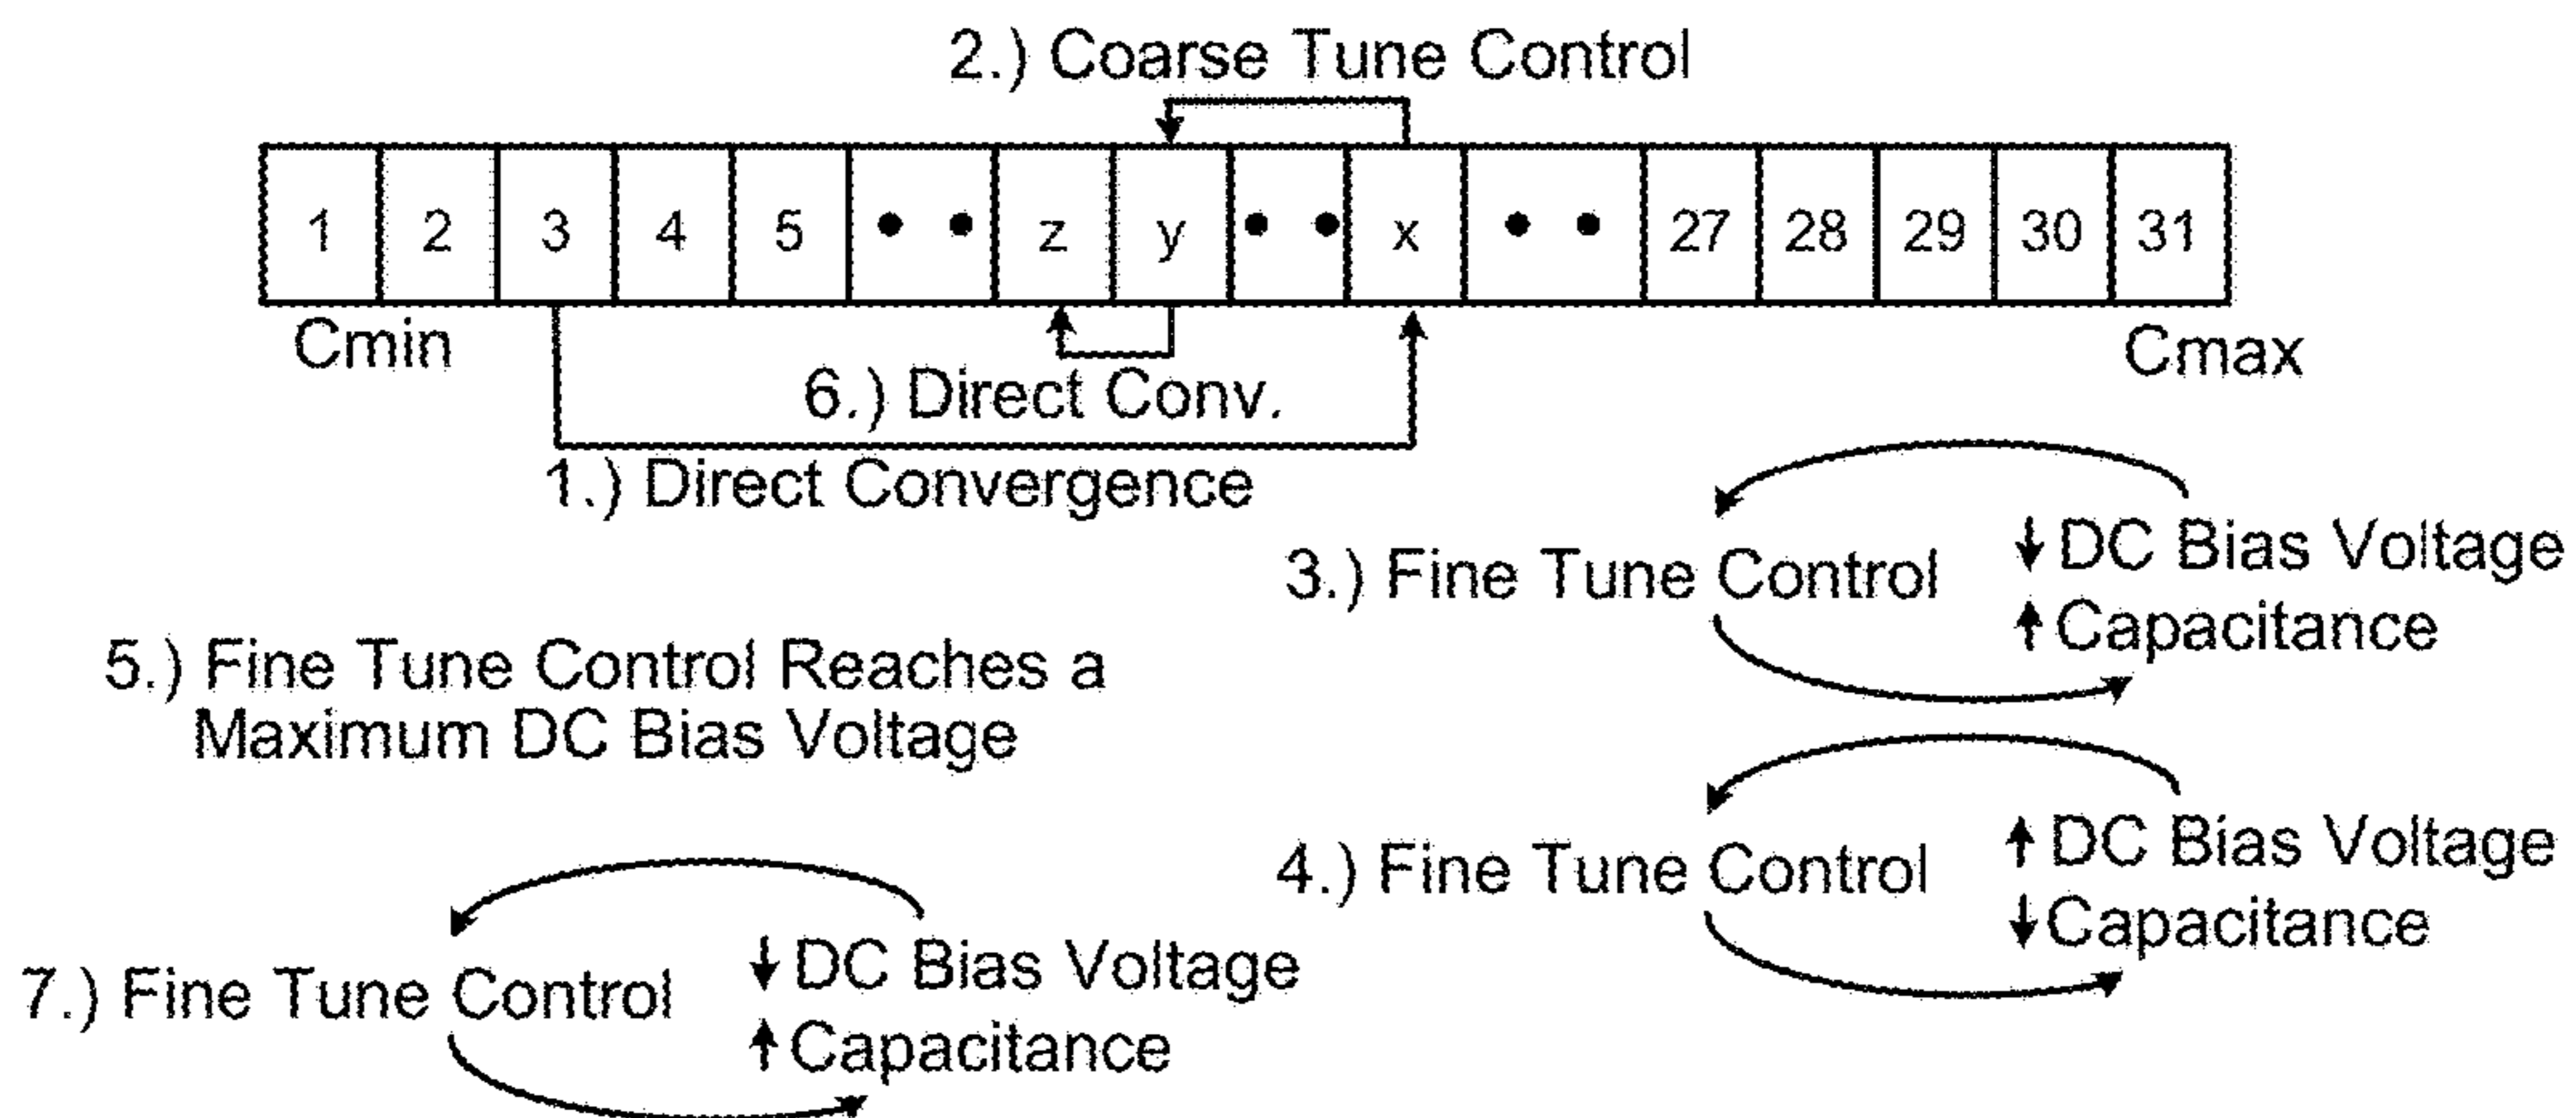 2.) Coarse Tune Control
1 2 3 4 5 • • z y • • x • • 27 28 29 30 31
Cmin
Cmax
6.) Direct Conv.
1.) Direct Convergence
3.) Fine Tune Control
↓ DC Bias Voltage
↑ Capacitance
5.) Fine Tune Control Reaches a
Maximum DC Bias Voltage
4.) Fine Tune Control
↑ DC Bias Voltage
↓ Capacitance
7.) Fine Tune Control
↓ DC Bias Voltage
↑ Capacitance